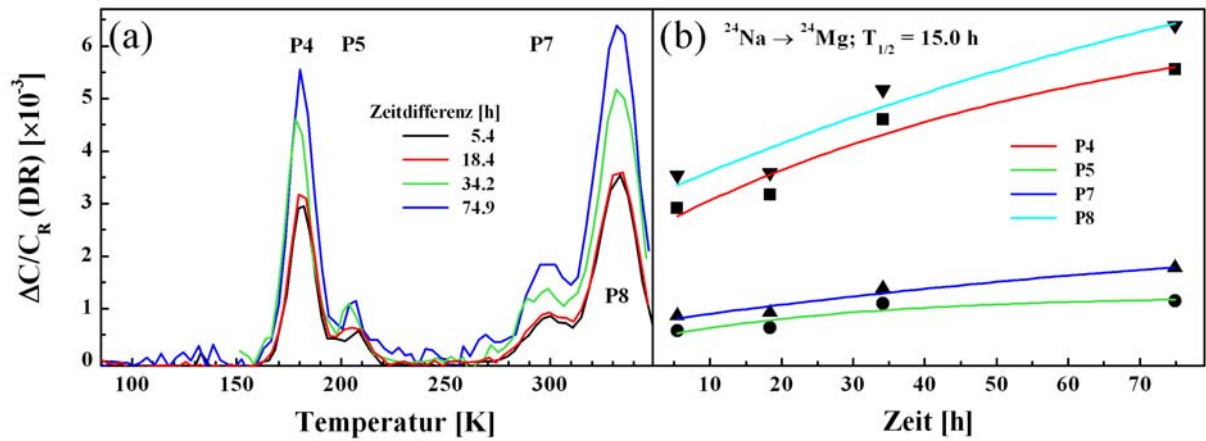 (a)
P4
P5
P7
P8
Zeitdifferenz [h]
5.4
18.4
34.2
74.9
ΔC/C_R (DR) [×10⁻³]
6
5
4
3
2
1
0
100 150 200 250 300
Temperatur [K]
(b)
²⁴Na → ²⁴Mg; T₁/₂ = 15.0 h
P4
P5
P7
P8
10 20 30 40 50 60 70
Zeit [h]